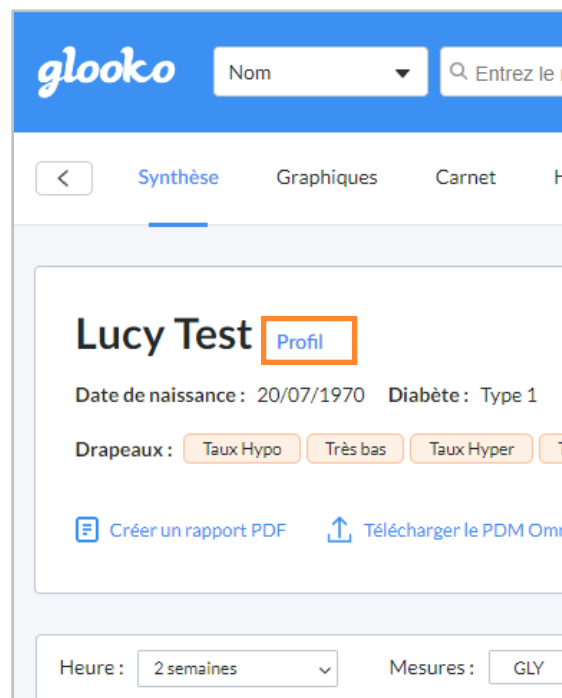 glooko Nom Entrez le
Synthèse Graphiques Carnet
Lucy Test Profil
Date de naissance : 20/07/1970 Diabète : Type 1
Drapeaux : Taux Hypo Très bas Taux Hyper
Créer un rapport PDF Télécharger le PDM
Heure : 2 semaines Mesures : GLY